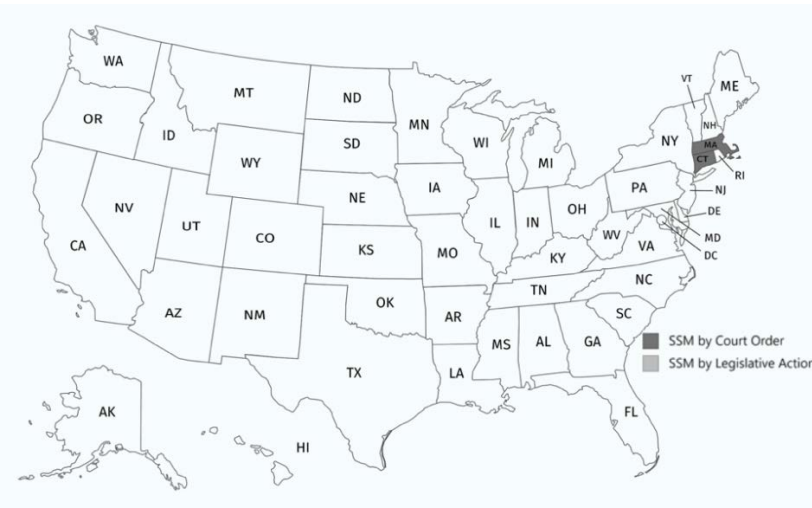 WA
MT
ND
MN
VT
ME
OR
ID
SD
WI
MI
NY
NH
MA
CT
RI
WY
NE
IA
PA
NJ
NV
UT
CO
KS
MO
IL
IN
OH
DE
MD
DC
WV
VA
KY
CA
AZ
NM
OK
AR
TN
NC
SC
MS
AL
GA
SSM by Court Order
SSM by Legislative Action
TX
LA
FL
AK
HI